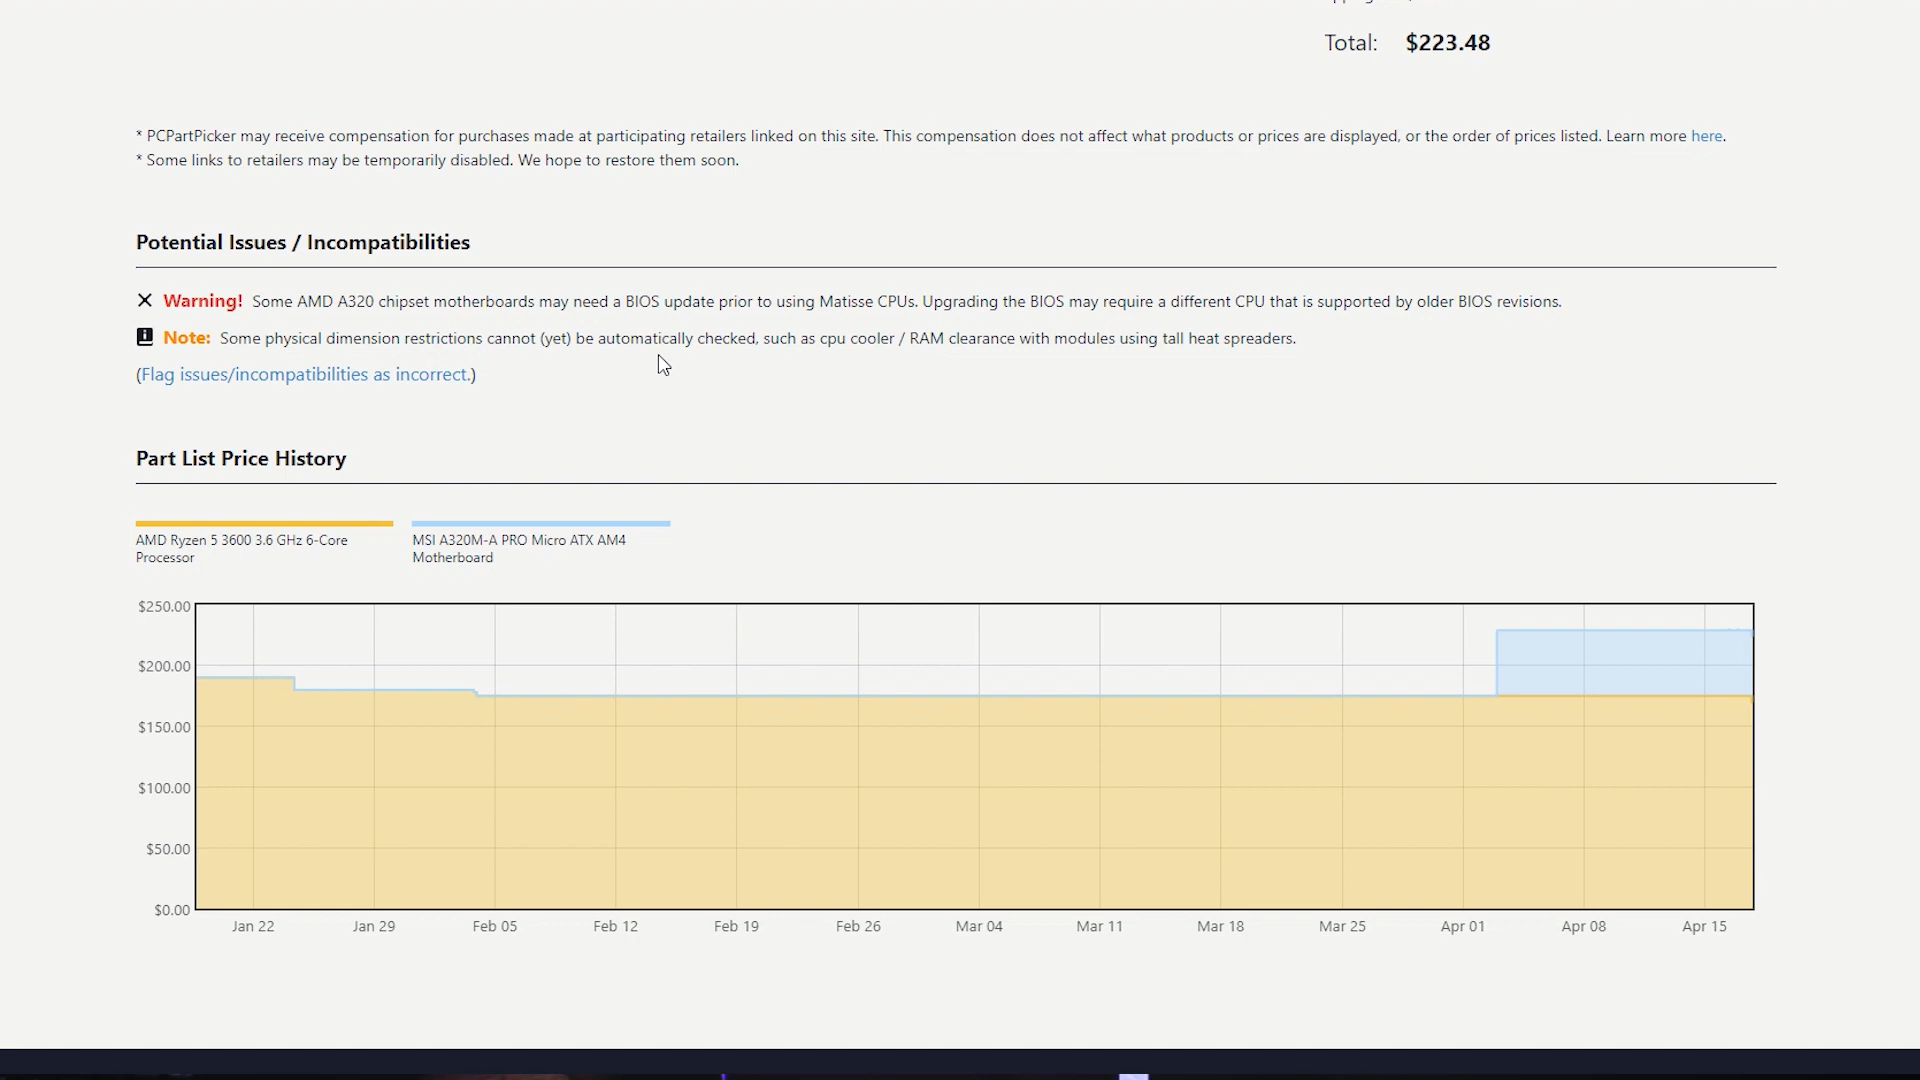 Total: $223.48
* PCPartPicker may receive compensation for purchases made at participating retailers linked on this site. This compensation does not affect what products or prices are displayed, or the order of prices listed. Learn more here.
* Some links to retailers may be temporarily disabled. We hope to restore them soon.
Potential Issues / Incompatibilities
Warning! Some AMD A320 chipset motherboards may need a BIOS update prior to using Matisse CPUs. Upgrading the BIOS may require a different CPU that is supported by older BIOS revisions.
Note: Some physical dimension restrictions cannot (yet) be automatically checked, such as cpu cooler / RAM clearance with modules using tall heat spreaders.
(Flag issues/incompatibilities as incorrect.)
Part List Price History
AMD Ryzen 5 3600 3.6 GHz 6-Core
Processor
MSI A320M-A PRO Micro ATX AM4
Motherboard
$250.00
$200.00
$150.00
$100.00
$50.00
$0.00
Jan 22 Jan 29 Feb 05 Feb 12 Feb 19 Feb 26 Mar 04 Mar 11 Mar 18 Mar 25 Apr 01 Apr 08 Apr 15